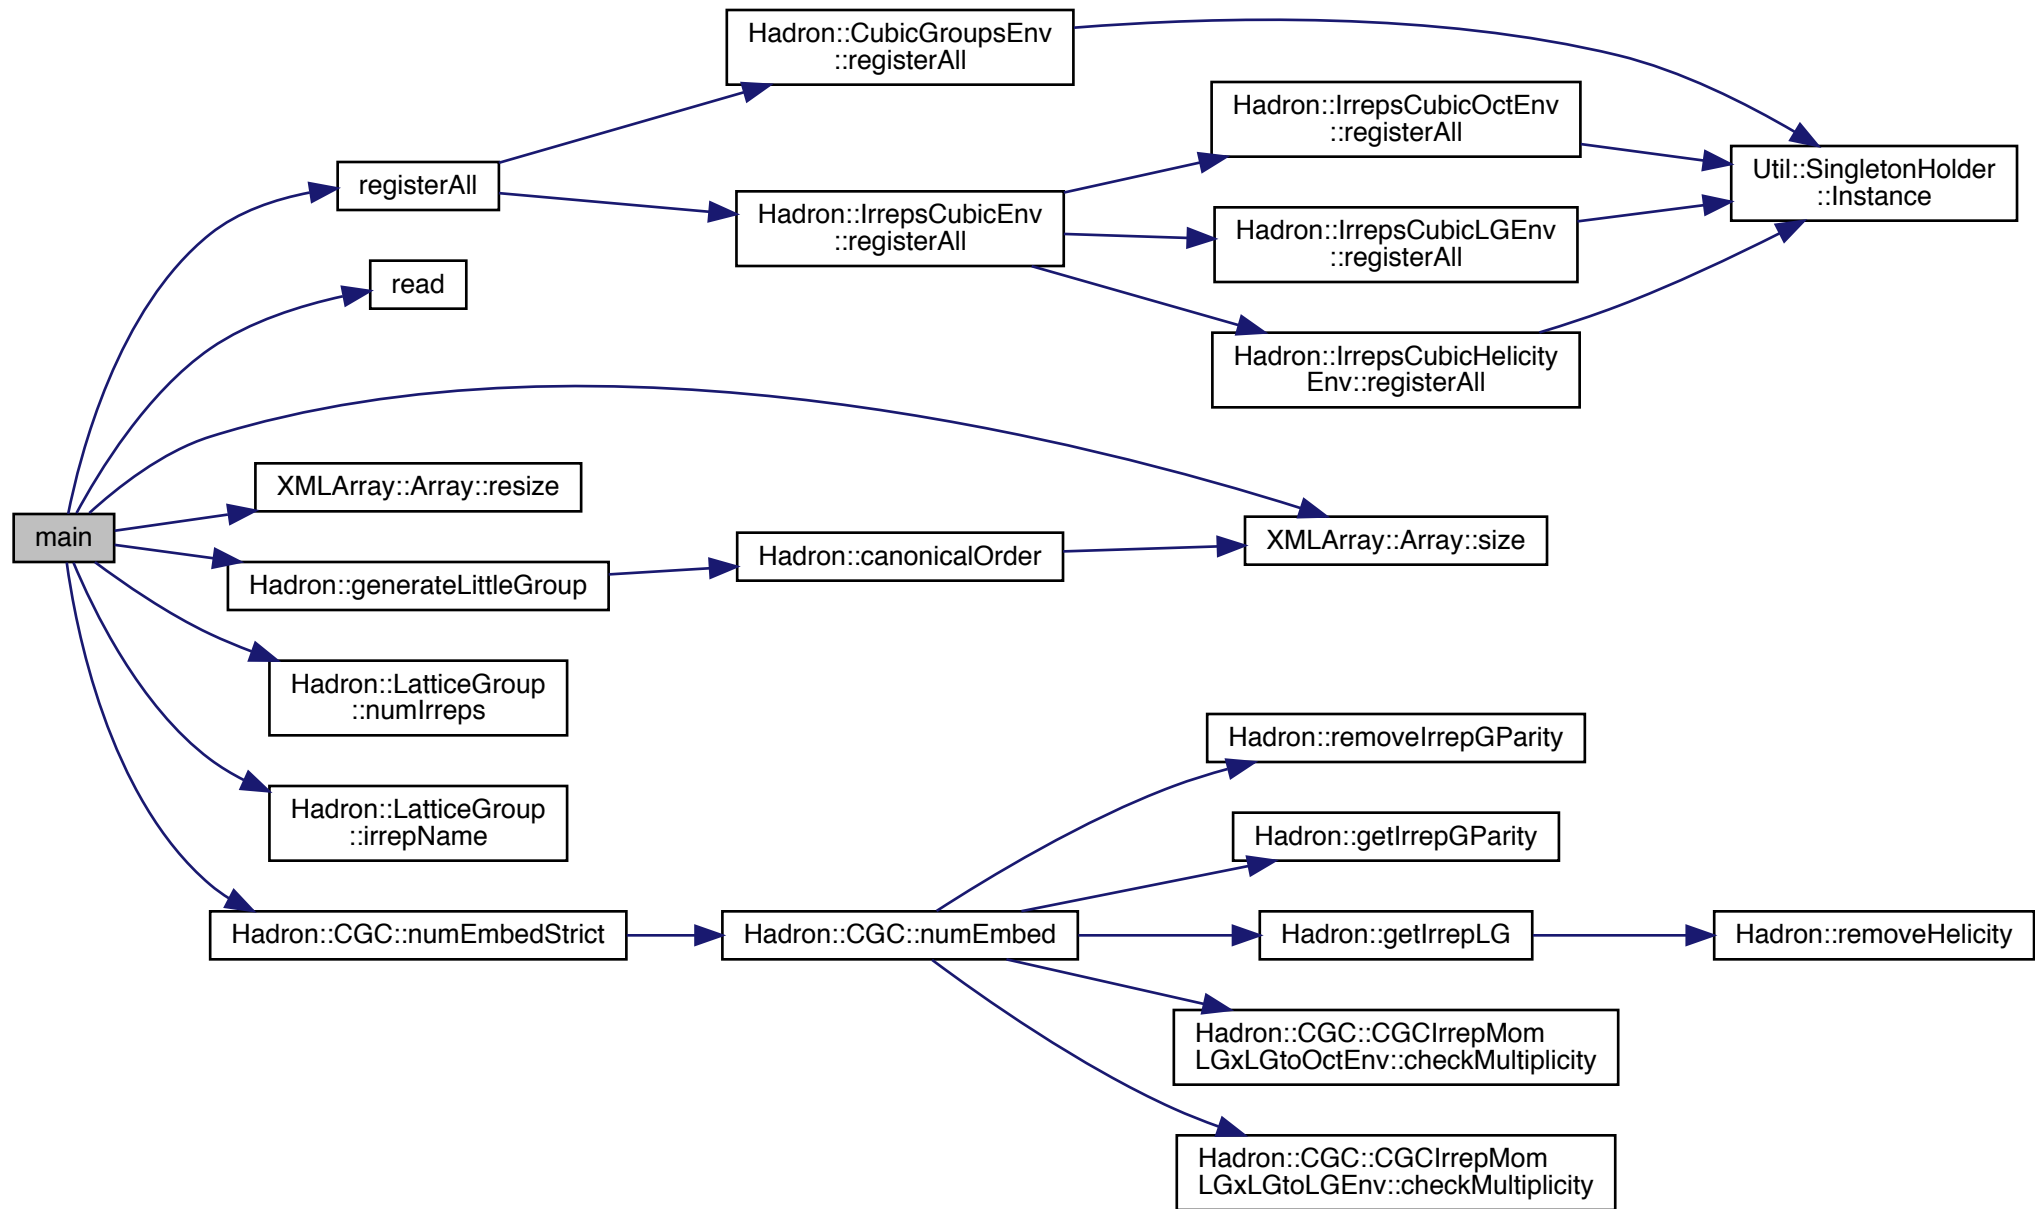 Hadron::CubicGroupsEnv
::registerAll
Hadron::IrrepsCubicOctEnv
::registerAll
Util::SingletonHolder
::Instance
registerAll
Hadron::IrrepsCubicEnv
::registerAll
Hadron::IrrepsCubicLGEnv
::registerAll
read
Hadron::IrrepsCubicHelicity
Env::registerAll
XMLArray::Array::resize
main
XMLArray::Array::size
Hadron::canonicalOrder
Hadron::generateLittleGroup
Hadron::LatticeGroup
::numIrreps
Hadron::removeIrrepGParity
Hadron::LatticeGroup
::irrepName
Hadron::getIrrepGParity
Hadron::CGC::numEmbedStrict
Hadron::CGC::numEmbed
Hadron::getIrrepLG
Hadron::removeHelicity
Hadron::CGC::CGCIrrepMom
LGxLGtoOctEnv::checkMultiplicity
Hadron::CGC::CGCIrrepMom
LGxLGtoLGEnv::checkMultiplicity